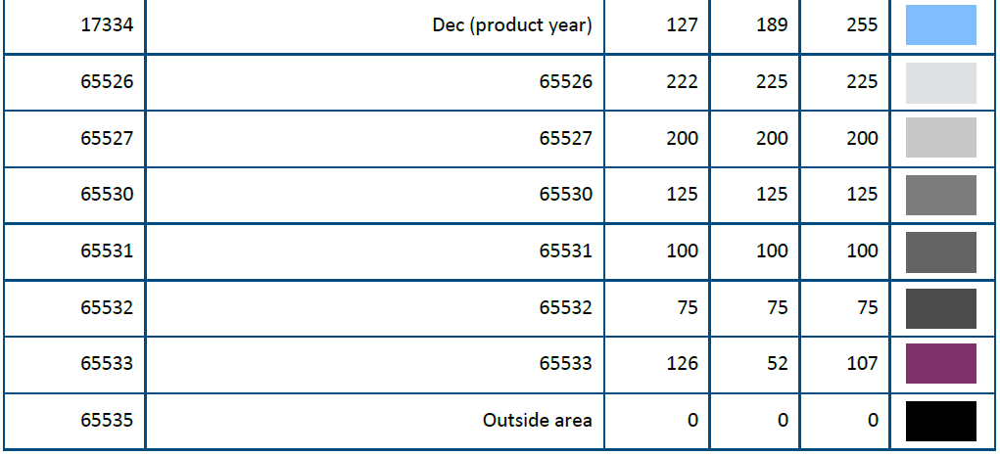 17334 Dec (product year) 127 189 255
65526 65526 222 225 225
65527 65527 200 200 200
65530 65530 125 125 125
65531 65531 100 100 100
65532 65532 75 75 75
65533 65533 126 52 107
65535 Outside area 0 0 0